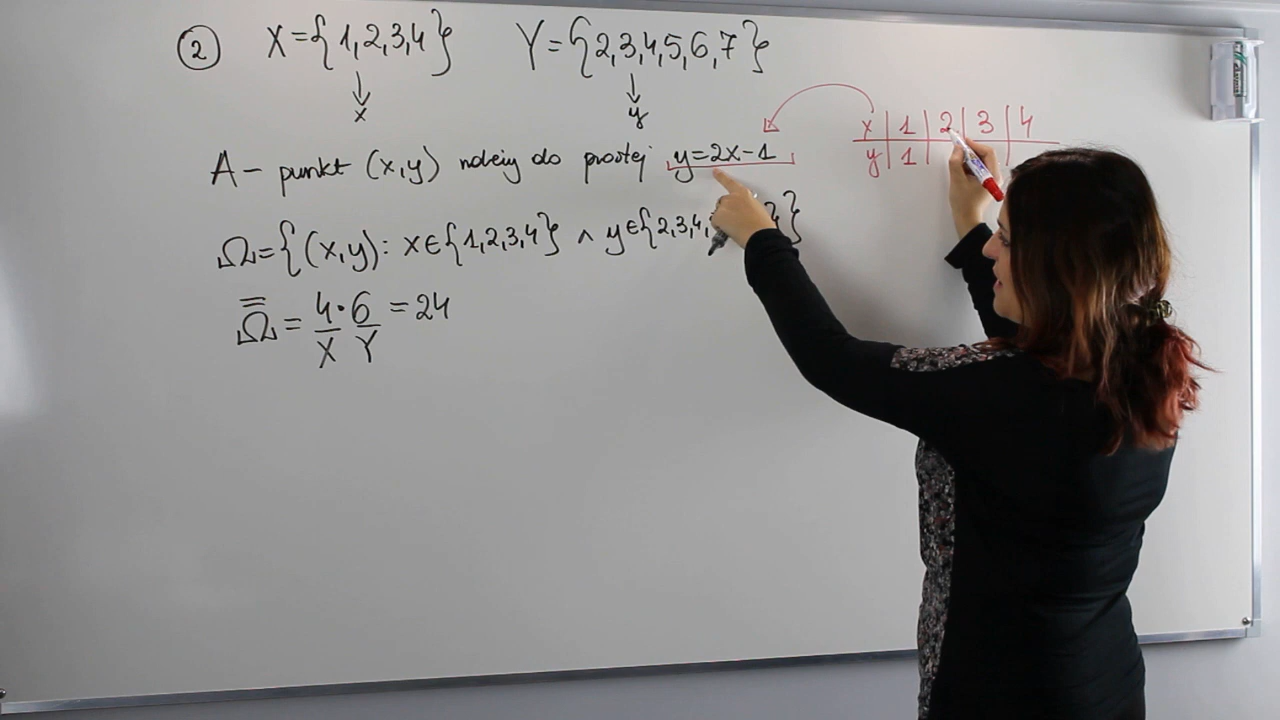 ② X={1,2,3,4} Y={2,3,4,5,6,7}
↓ x ↓ y
x | 1 | 2 | 3 | 4
y | 1 |
A – punkt (x,y) należy do prostej y=2x-1
Ω={(x,y): x∈{1,2,3,4} ∧ y∈{2,3,4,
Ω̿ = 4·6 = 24
X Y